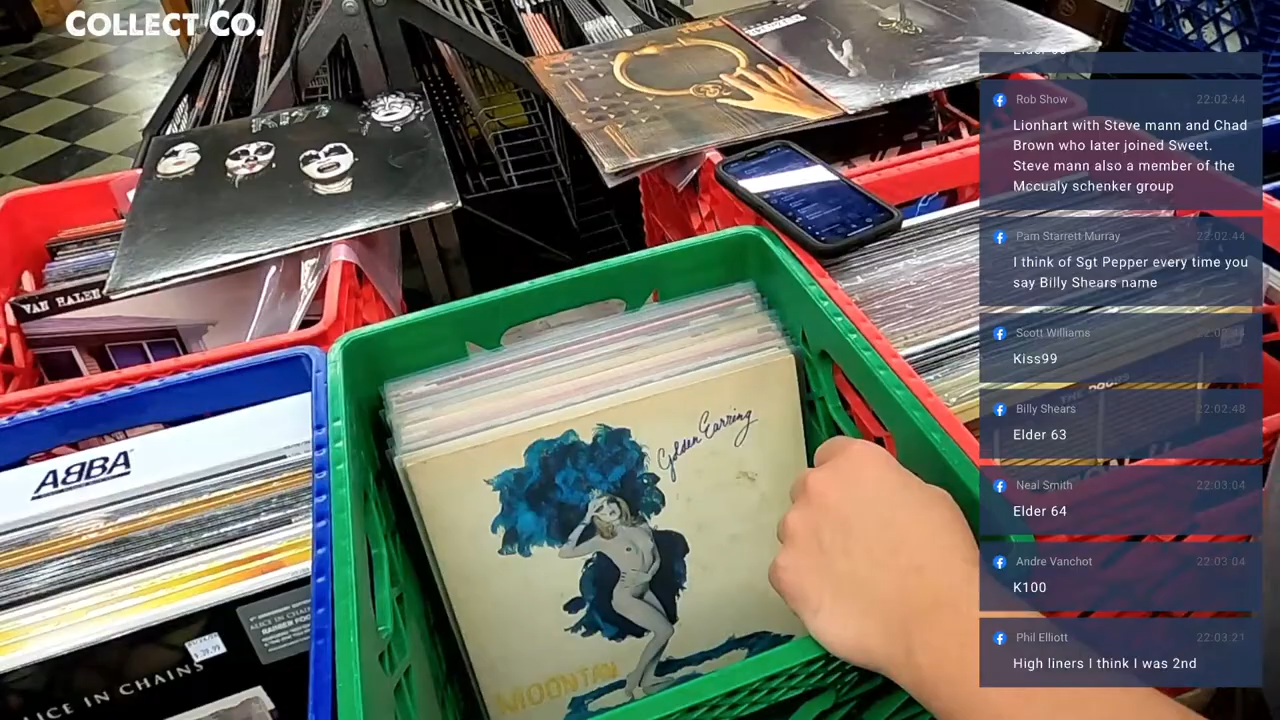 COLLECT CO.
KISS
VAN HALEN
ABBA
ALICE IN CHAINS
Golden Earring
MOONTAN
THE DOORS
Elder 63
Rob Show 22:02:44
Lionhart with Steve mann and Chad
Brown who later joined Sweet.
Steve mann also a member of the
Mccualy schenker group
Pam Starrett Murray 22:02:44
I think of Sgt Pepper every time you
say Billy Shears name
Scott Williams
Kiss99
Billy Shears 22:02:48
Elder 63
Neal Smith 22:03:04
Elder 64
Andre Vanchot 22:03:04
K100
Phil Elliott 22:03:21
High liners I think I was 2nd